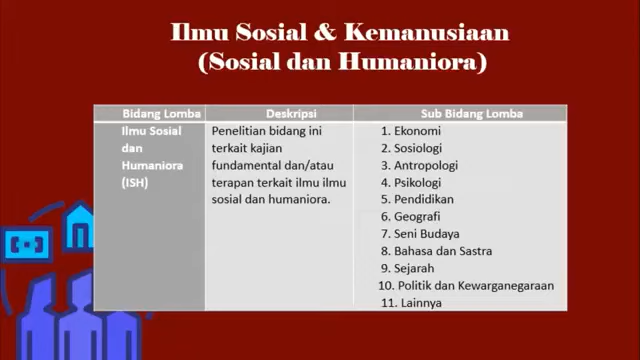 Ilmu Sosial & Kemanusiaan
(Sosial dan Humaniora)
Bidang Lomba Deskripsi Sub Bidang Lomba
Ilmu Sosial
dan
Humaniora
(ISH)
Penelitian bidang ini
terkait kajian
fundamental dan/atau
terapan terkait ilmu ilmu
sosial dan humaniora.
1. Ekonomi
2. Sosiologi
3. Antropologi
4. Psikologi
5. Pendidikan
6. Geografi
7. Seni Budaya
8. Bahasa dan Sastra
9. Sejarah
10. Politik dan Kewarganegaraan
11. Lainnya